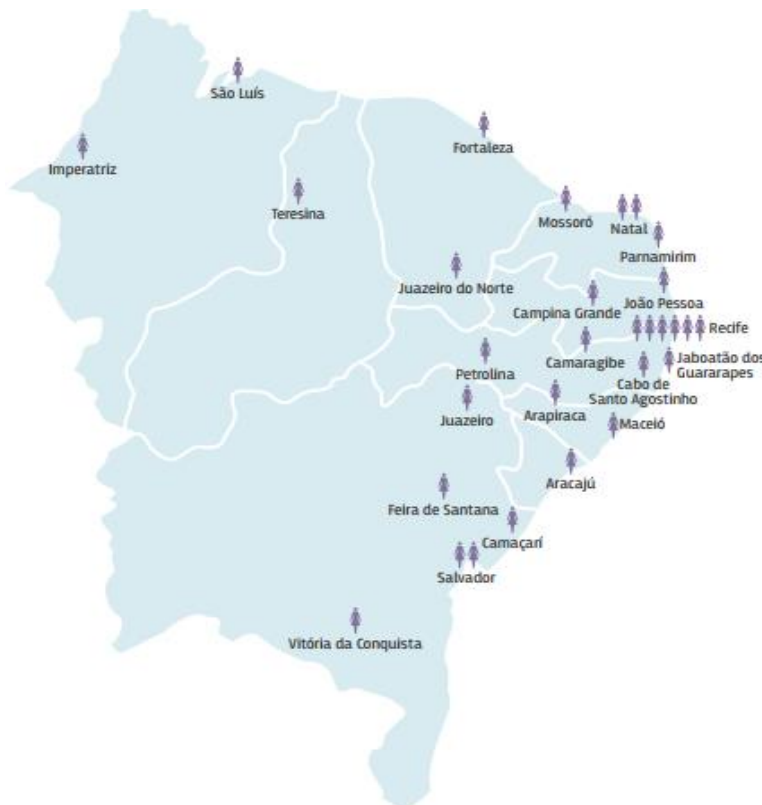 São Luís
Fortaleza
Imperatriz
Teresina
Mossoró
Natal
Parnamirim
Juazeiro do Norte
Campina Grande
João Pessoa
Recife
Camaragibe
Jaboatão dos
Guararapes
Petrolina
Cabo de
Santo Agostinho
Juazeiro
Arapiraca
Maceió
Aracajú
Feira de Santana
Camaçarí
Salvador
Vitória da Conquista